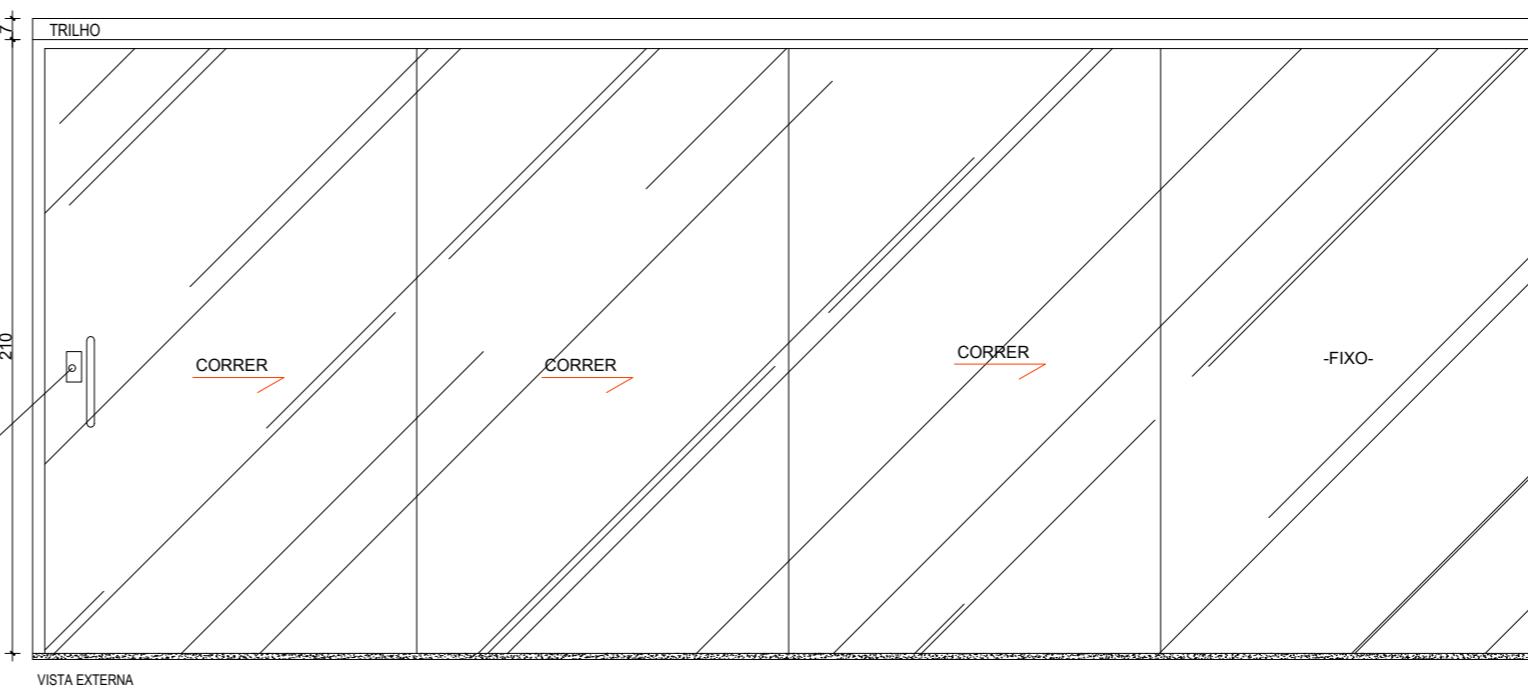 7
TRILHO
210
CORRER
CORRER
CORRER
-FIXO-
VISTA EXTERNA